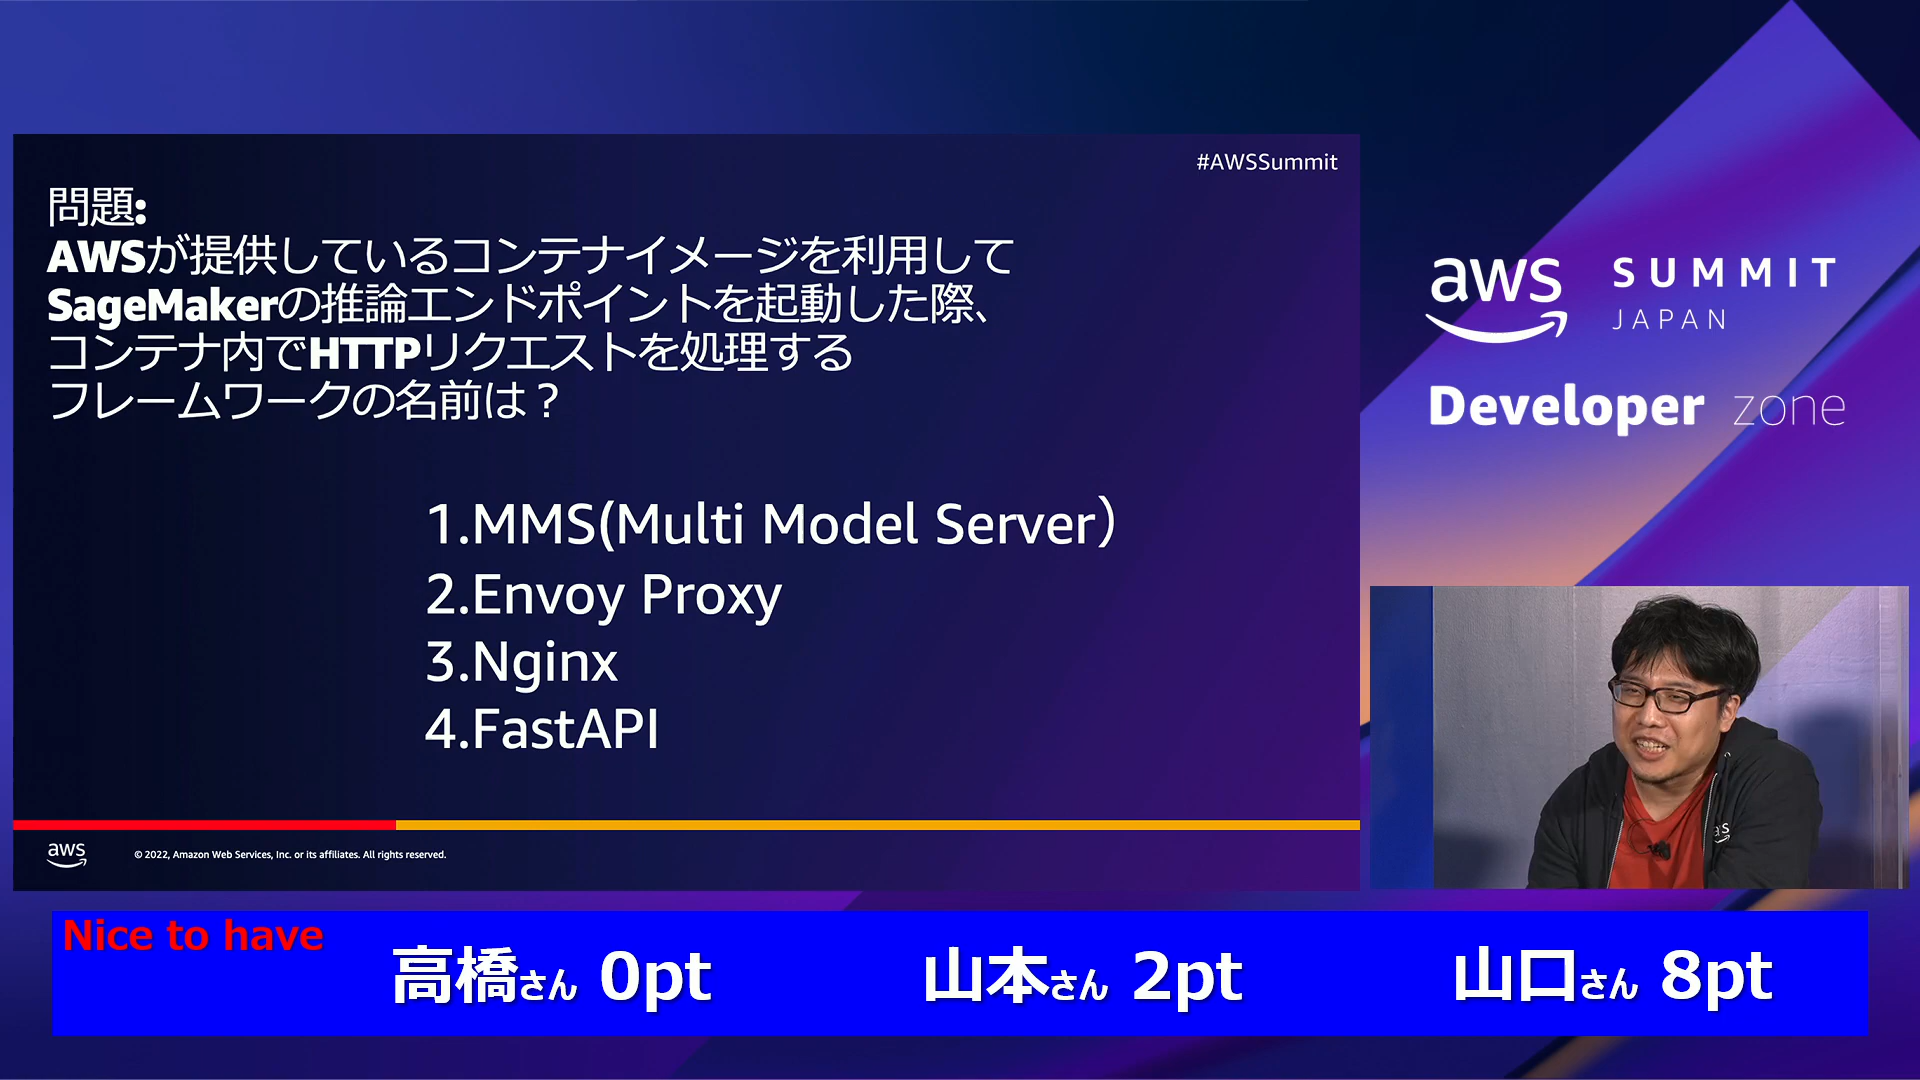 #AWSSummit
問題:
AWSが提供しているコンテナイメージを利用して
SageMakerの推論エンドポイントを起動した際、
コンテナ内でHTTPリクエストを処理する
フレームワークの名前は？
1.MMS(Multi Model Server）
2.Envoy Proxy
3.Nginx
4.FastAPI
aws
© 2022, Amazon Web Services, Inc. or its affiliates. All rights reserved.
aws SUMMIT
JAPAN
Developer zone
aws
Nice to have
高橋さん 0pt
山本さん 2pt
山口さん 8pt